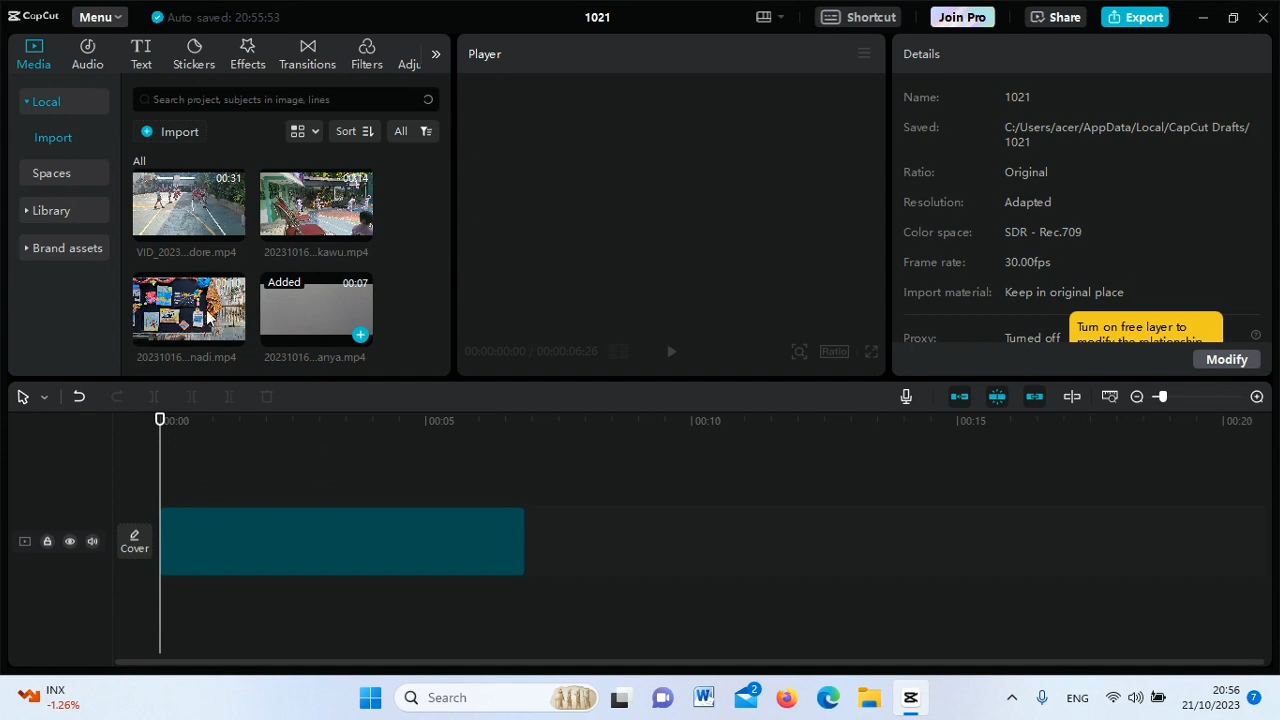 CapCut
Menu
Auto saved: 20:55:53
1021
Shortcut
Join Pro
Share
Export
Media
Audio
Text
Stickers
Effects
Transitions
Filters
Adju
Local
Import
Spaces
Library
Brand assets
Search project, subjects in image, lines
Import
Sort
All
All
00:31
VID_2023...dore.mp4
00:14
20231016...kawu.mp4
20231016...nadi.mp4
Added
00:07
20231016...anya.mp4
Player
00:00:00:00 / 00:00:06:26
Ratio
Details
Name:
1021
Saved:
C:/Users/acer/AppData/Local/CapCut Drafts/
1021
Ratio:
Original
Resolution:
Adapted
Color space:
SDR - Rec.709
Frame rate:
30.00fps
Import material:
Keep in original place
Proxy:
Turned off
Turn on free layer to
modify the relationship
Modify
00:00
00:05
00:10
00:15
00:20
Cover
INX
-1.26%
Search
2
ENG
20:56
21/10/2023
7